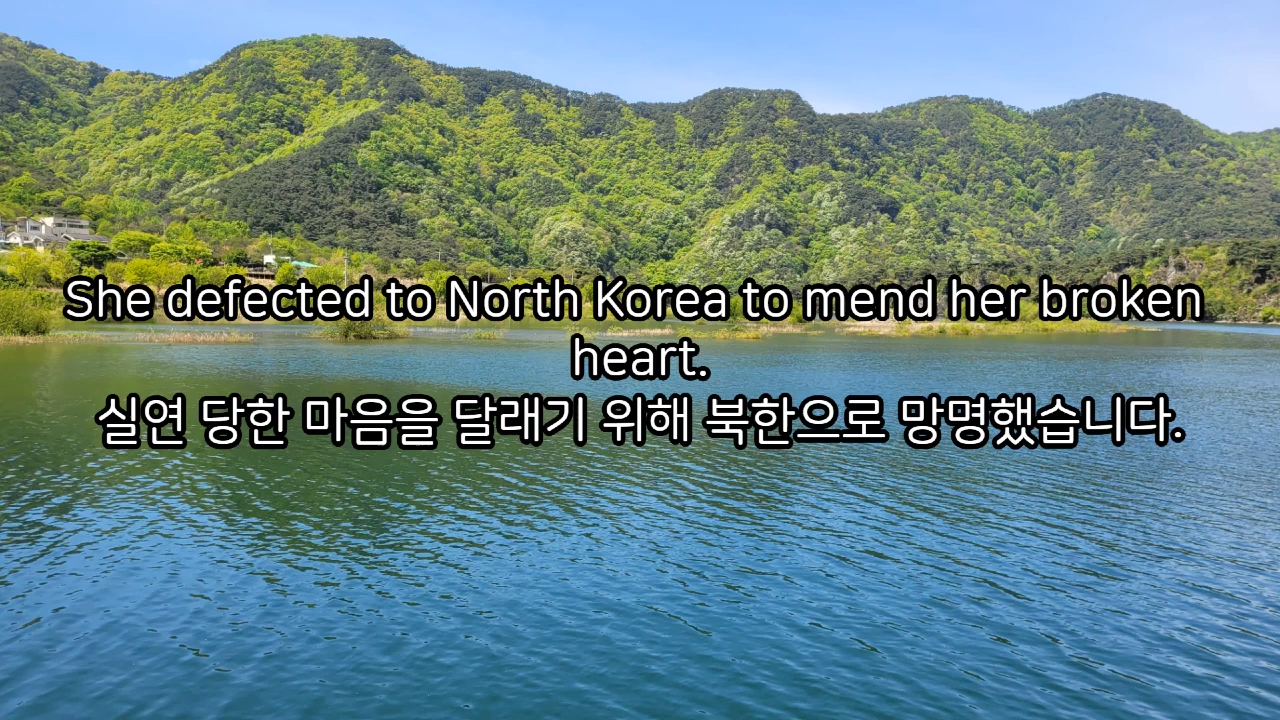 She defected to North Korea to mend her broken
heart.
실연 당한 마음을 달래기 위해 북한으로 망명했습니다.